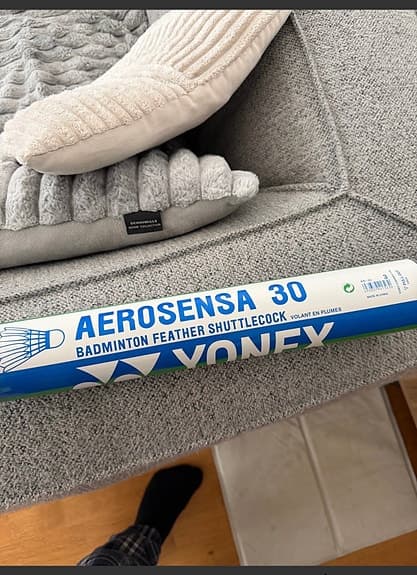 AEROSENSA 30
BADMINTON FEATHER SHUTTLECOCK VOLANT EN PLUMES
YONEX